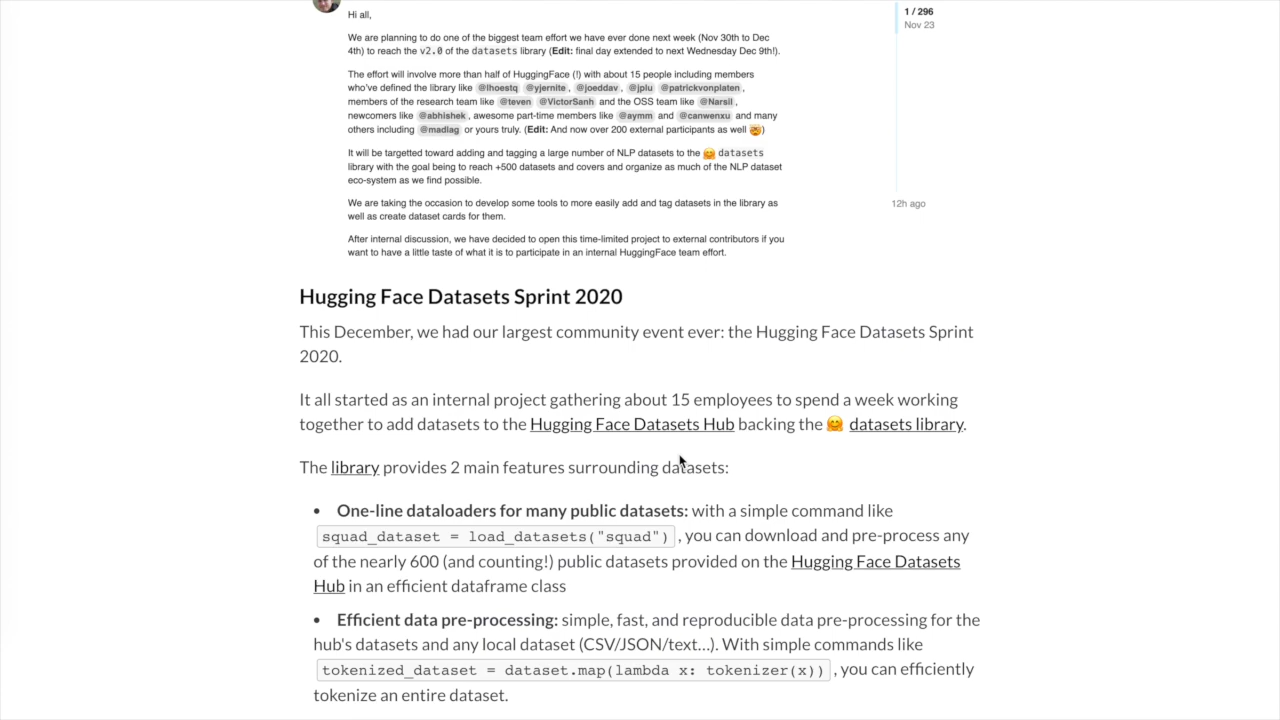 Hi all,
1 / 296
Nov 23
We are planning to do one of the biggest team effort we have ever done next week (Nov 30th to Dec
4th) to reach the v2.0 of the datasets library (Edit: final day extended to next Wednesday Dec 9th!).
The effort will involve more than half of HuggingFace (!) with about 15 people including members
who've defined the library like @lhoestq @yjernite, @joeddav, @jplu @patrickvonplaten,
members of the research team like @teven @VictorSanh and the OSS team like @Narsil,
newcomers like @abhishek, awesome part-time members like @aymm and @canwenxu and many
others including @madlag or yours truly. (Edit: And now over 200 external participants as well 🤯)
It will be targetted toward adding and tagging a large number of NLP datasets to the 🤗 datasets
library with the goal being to reach +500 datasets and covers and organize as much of the NLP dataset
eco-system as we find possible.
We are taking the occasion to develop some tools to more easily add and tag datasets in the library as
well as create dataset cards for them.
12h ago
After internal discussion, we have decided to open this time-limited project to external contributors if you
want to have a little taste of what it is to participate in an internal HuggingFace team effort.
Hugging Face Datasets Sprint 2020
This December, we had our largest community event ever: the Hugging Face Datasets Sprint
2020.
It all started as an internal project gathering about 15 employees to spend a week working
together to add datasets to the Hugging Face Datasets Hub backing the 🤗 datasets library.
The library provides 2 main features surrounding datasets:
• One-line dataloaders for many public datasets: with a simple command like
squad_dataset = load_datasets("squad"), you can download and pre-process any
of the nearly 600 (and counting!) public datasets provided on the Hugging Face Datasets
Hub in an efficient dataframe class
• Efficient data pre-processing: simple, fast, and reproducible data pre-processing for the
hub's datasets and any local dataset (CSV/JSON/text…). With simple commands like
tokenized_dataset = dataset.map(lambda x: tokenizer(x)), you can efficiently
tokenize an entire dataset.